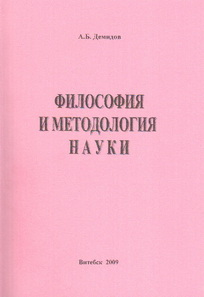 А.Б. Демидов
ФИЛОСОФИЯ
И МЕТОДОЛОГИЯ
НАУКИ
Витебск 2009